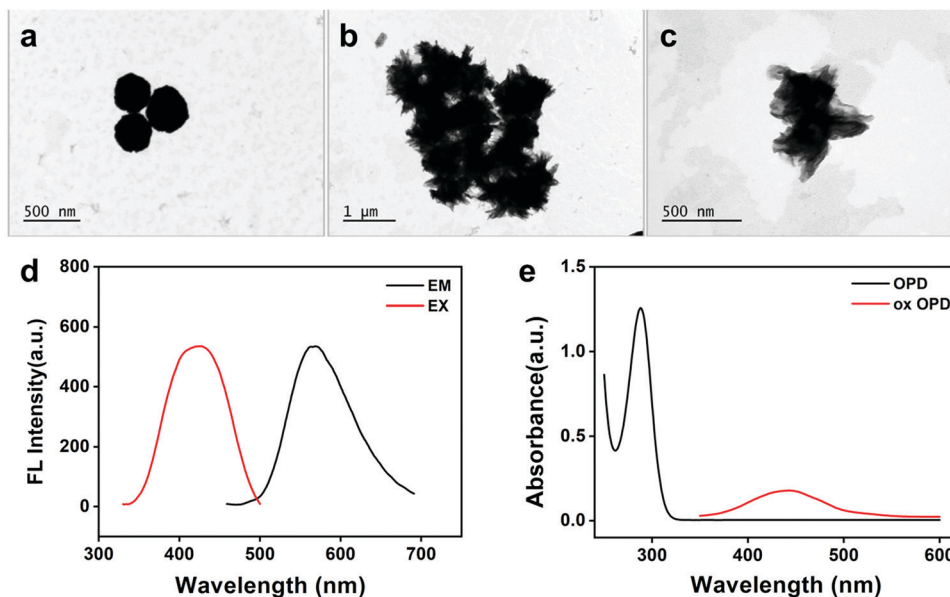 a
500 nm
b
1 µm
c
500 nm
d
800
600
400
200
0
300
400
500
600
700
FL Intensity(a.u.)
Wavelength (nm)
EM
EX
e
1.5
1.0
0.5
0.0
300
400
500
600
Absorbance(a.u.)
Wavelength (nm)
OPD
ox OPD